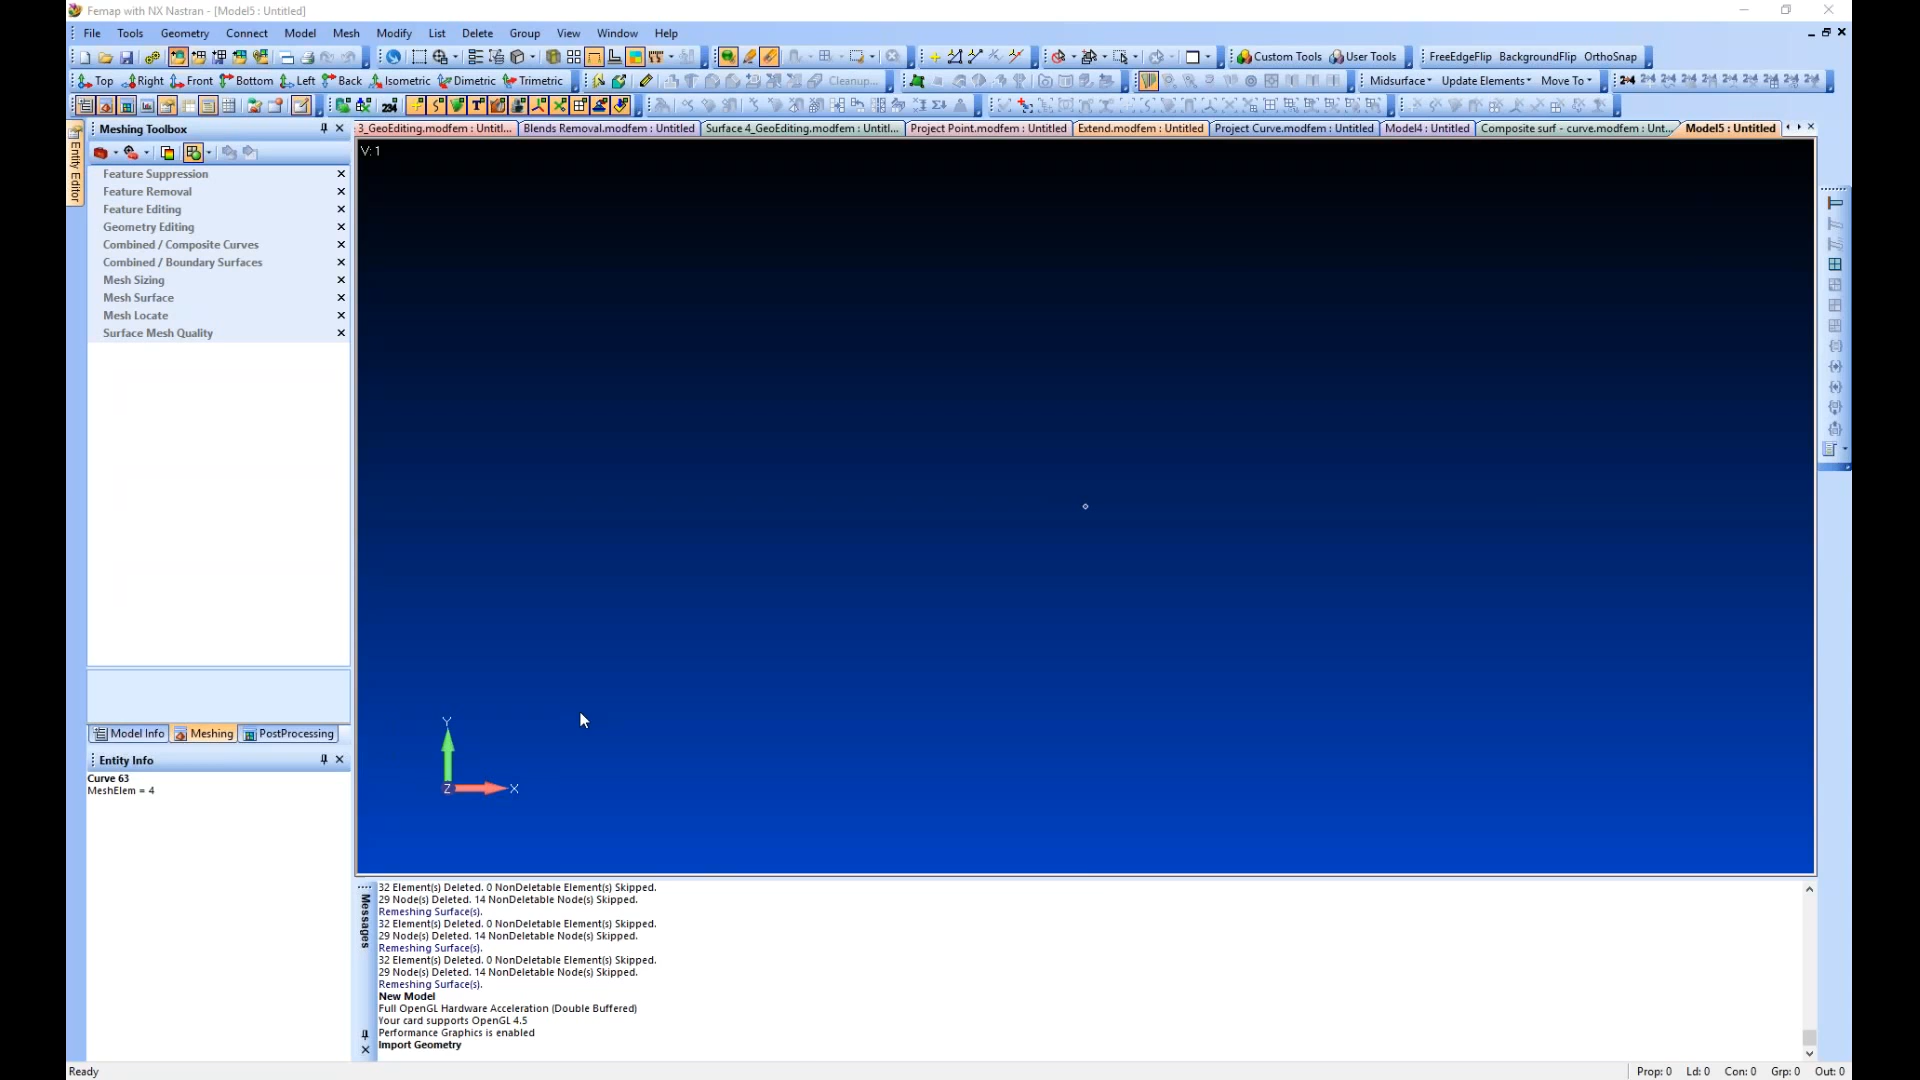 Femap with NX Nastran - [Model5 : Untitled]
File Tools Geometry Connect Model Mesh Modify List Delete Group View Window Help
Custom Tools User Tools FreeEdgeFlip BackgroundFlip OrthoSnap
Top Right Front Bottom Left Back Isometric Dimetric Trimetric Cleanup... Midsurface Update Elements Move To
234
Meshing Toolbox
3_GeoEditing.modfem : Untitl... Blends Removal.modfem : Untitled Surface 4_GeoEditing.modfem : Untitl... Project Point.modfem : Untitled Extend.modfem : Untitled Project Curve.modfem : Untitled Model4 : Untitled Composite surf - curve.modfem : Unt... Model5 : Untitled
Entity Editor
V: 1
Feature Suppression
Feature Removal
Feature Editing
Geometry Editing
Combined / Composite Curves
Combined / Boundary Surfaces
Mesh Sizing
Mesh Surface
Mesh Locate
Surface Mesh Quality
Y
Z X
Model Info Meshing PostProcessing
Entity Info
Curve 63
MeshElem = 4
Messages
32 Element(s) Deleted. 0 NonDeletable Element(s) Skipped.
29 Node(s) Deleted. 14 NonDeletable Node(s) Skipped.
Remeshing Surface(s).
32 Element(s) Deleted. 0 NonDeletable Element(s) Skipped.
29 Node(s) Deleted. 14 NonDeletable Node(s) Skipped.
Remeshing Surface(s).
32 Element(s) Deleted. 0 NonDeletable Element(s) Skipped.
29 Node(s) Deleted. 14 NonDeletable Node(s) Skipped.
Remeshing Surface(s).
New Model
Full OpenGL Hardware Acceleration (Double Buffered)
Your card supports OpenGL 4.5
Performance Graphics is enabled
Import Geometry
Ready
Prop: 0 Ld: 0 Con: 0 Grp: 0 Out: 0